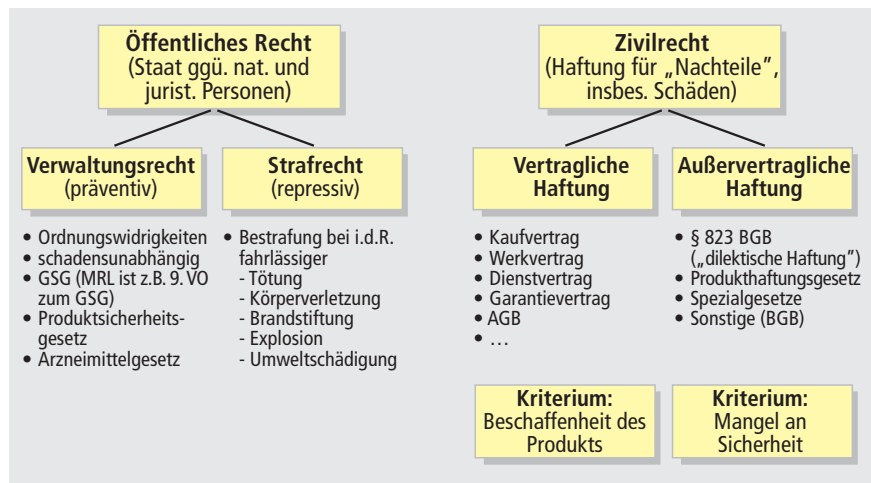 Öffentliches Recht
(Staat ggü. nat. und
jurist. Personen)
Verwaltungsrecht
(präventiv)
• Ordnungswidrigkeiten
• schadensunabhängig
• GSG (MRL ist z.B. 9. VO
zum GSG)
• Produktsicherheits-
gesetz
• Arzneimittelgesetz
Strafrecht
(repressiv)
• Bestrafung bei i.d.R.
fahrlässiger
- Tötung
- Körperverletzung
- Brandstiftung
- Explosion
- Umweltschädigung
Zivilrecht
(Haftung für „Nachteile”,
insbes. Schäden)
Vertragliche
Haftung
• Kaufvertrag
• Werkvertrag
• Dienstvertrag
• Garantievertrag
• AGB
• …
Kriterium:
Beschaffenheit des
Produkts
Außervertragliche
Haftung
• § 823 BGB
(„dilektische Haftung”)
• Produkthaftungsgesetz
• Spezialgesetze
• Sonstige (BGB)
Kriterium:
Mangel an
Sicherheit